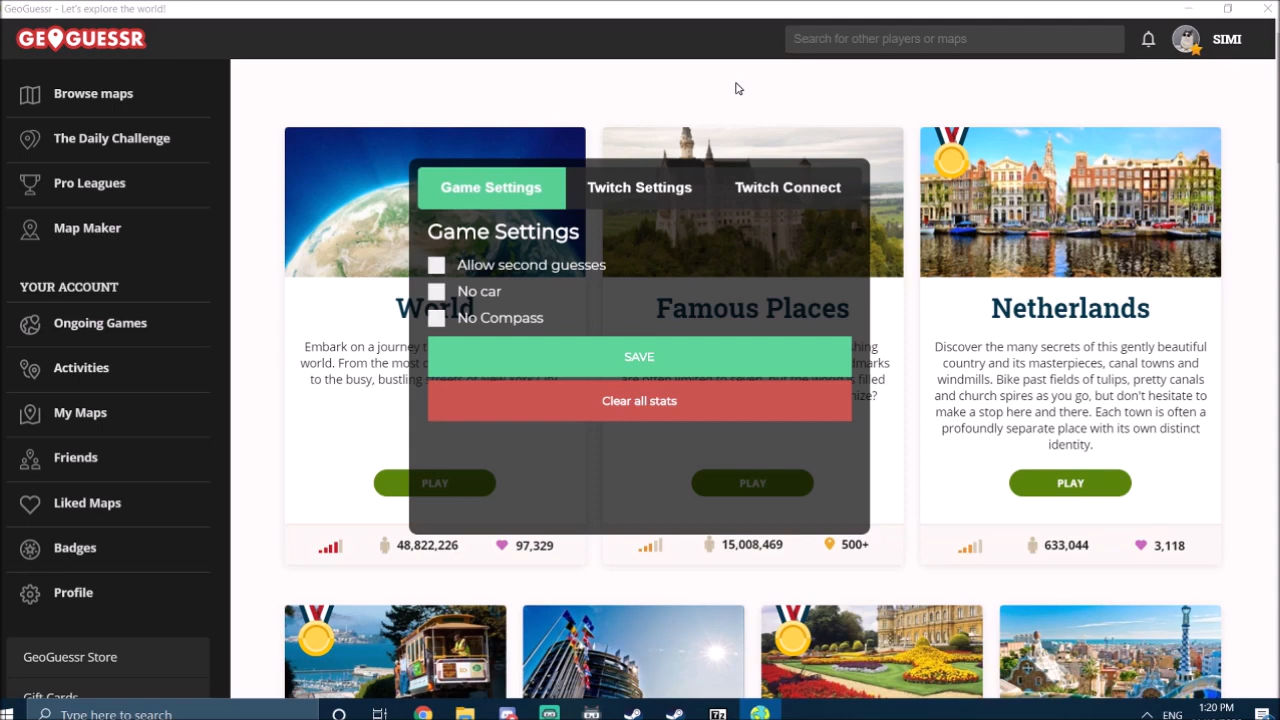 GeoGuessr - Let's explore the world!
GEOGUESSR
Search for other players or maps
SIMI
Browse maps
The Daily Challenge
Pro Leagues
Map Maker
YOUR ACCOUNT
Ongoing Games
Activities
My Maps
Friends
Liked Maps
Badges
Profile
GeoGuessr Store
Gift Cards
Game Settings
Twitch Settings
Twitch Connect
Game Settings
Allow second guesses
No car
No Compass
SAVE
Clear all stats
World
Embark on a journey
world. From the most
to the busy, bustling streets of New York City
PLAY
48,822,226
97,329
Famous Places
PLAY
15,008,469
500+
Netherlands
Discover the many secrets of this gently beautiful
country and its masterpieces, canal towns and
windmills. Bike past fields of tulips, pretty canals
and church spires as you go, but don't hesitate to
make a stop here and there. Each town is often a
profoundly separate place with its own distinct
identity.
PLAY
633,044
3,118
Type here to search
ENG
1:20 PM